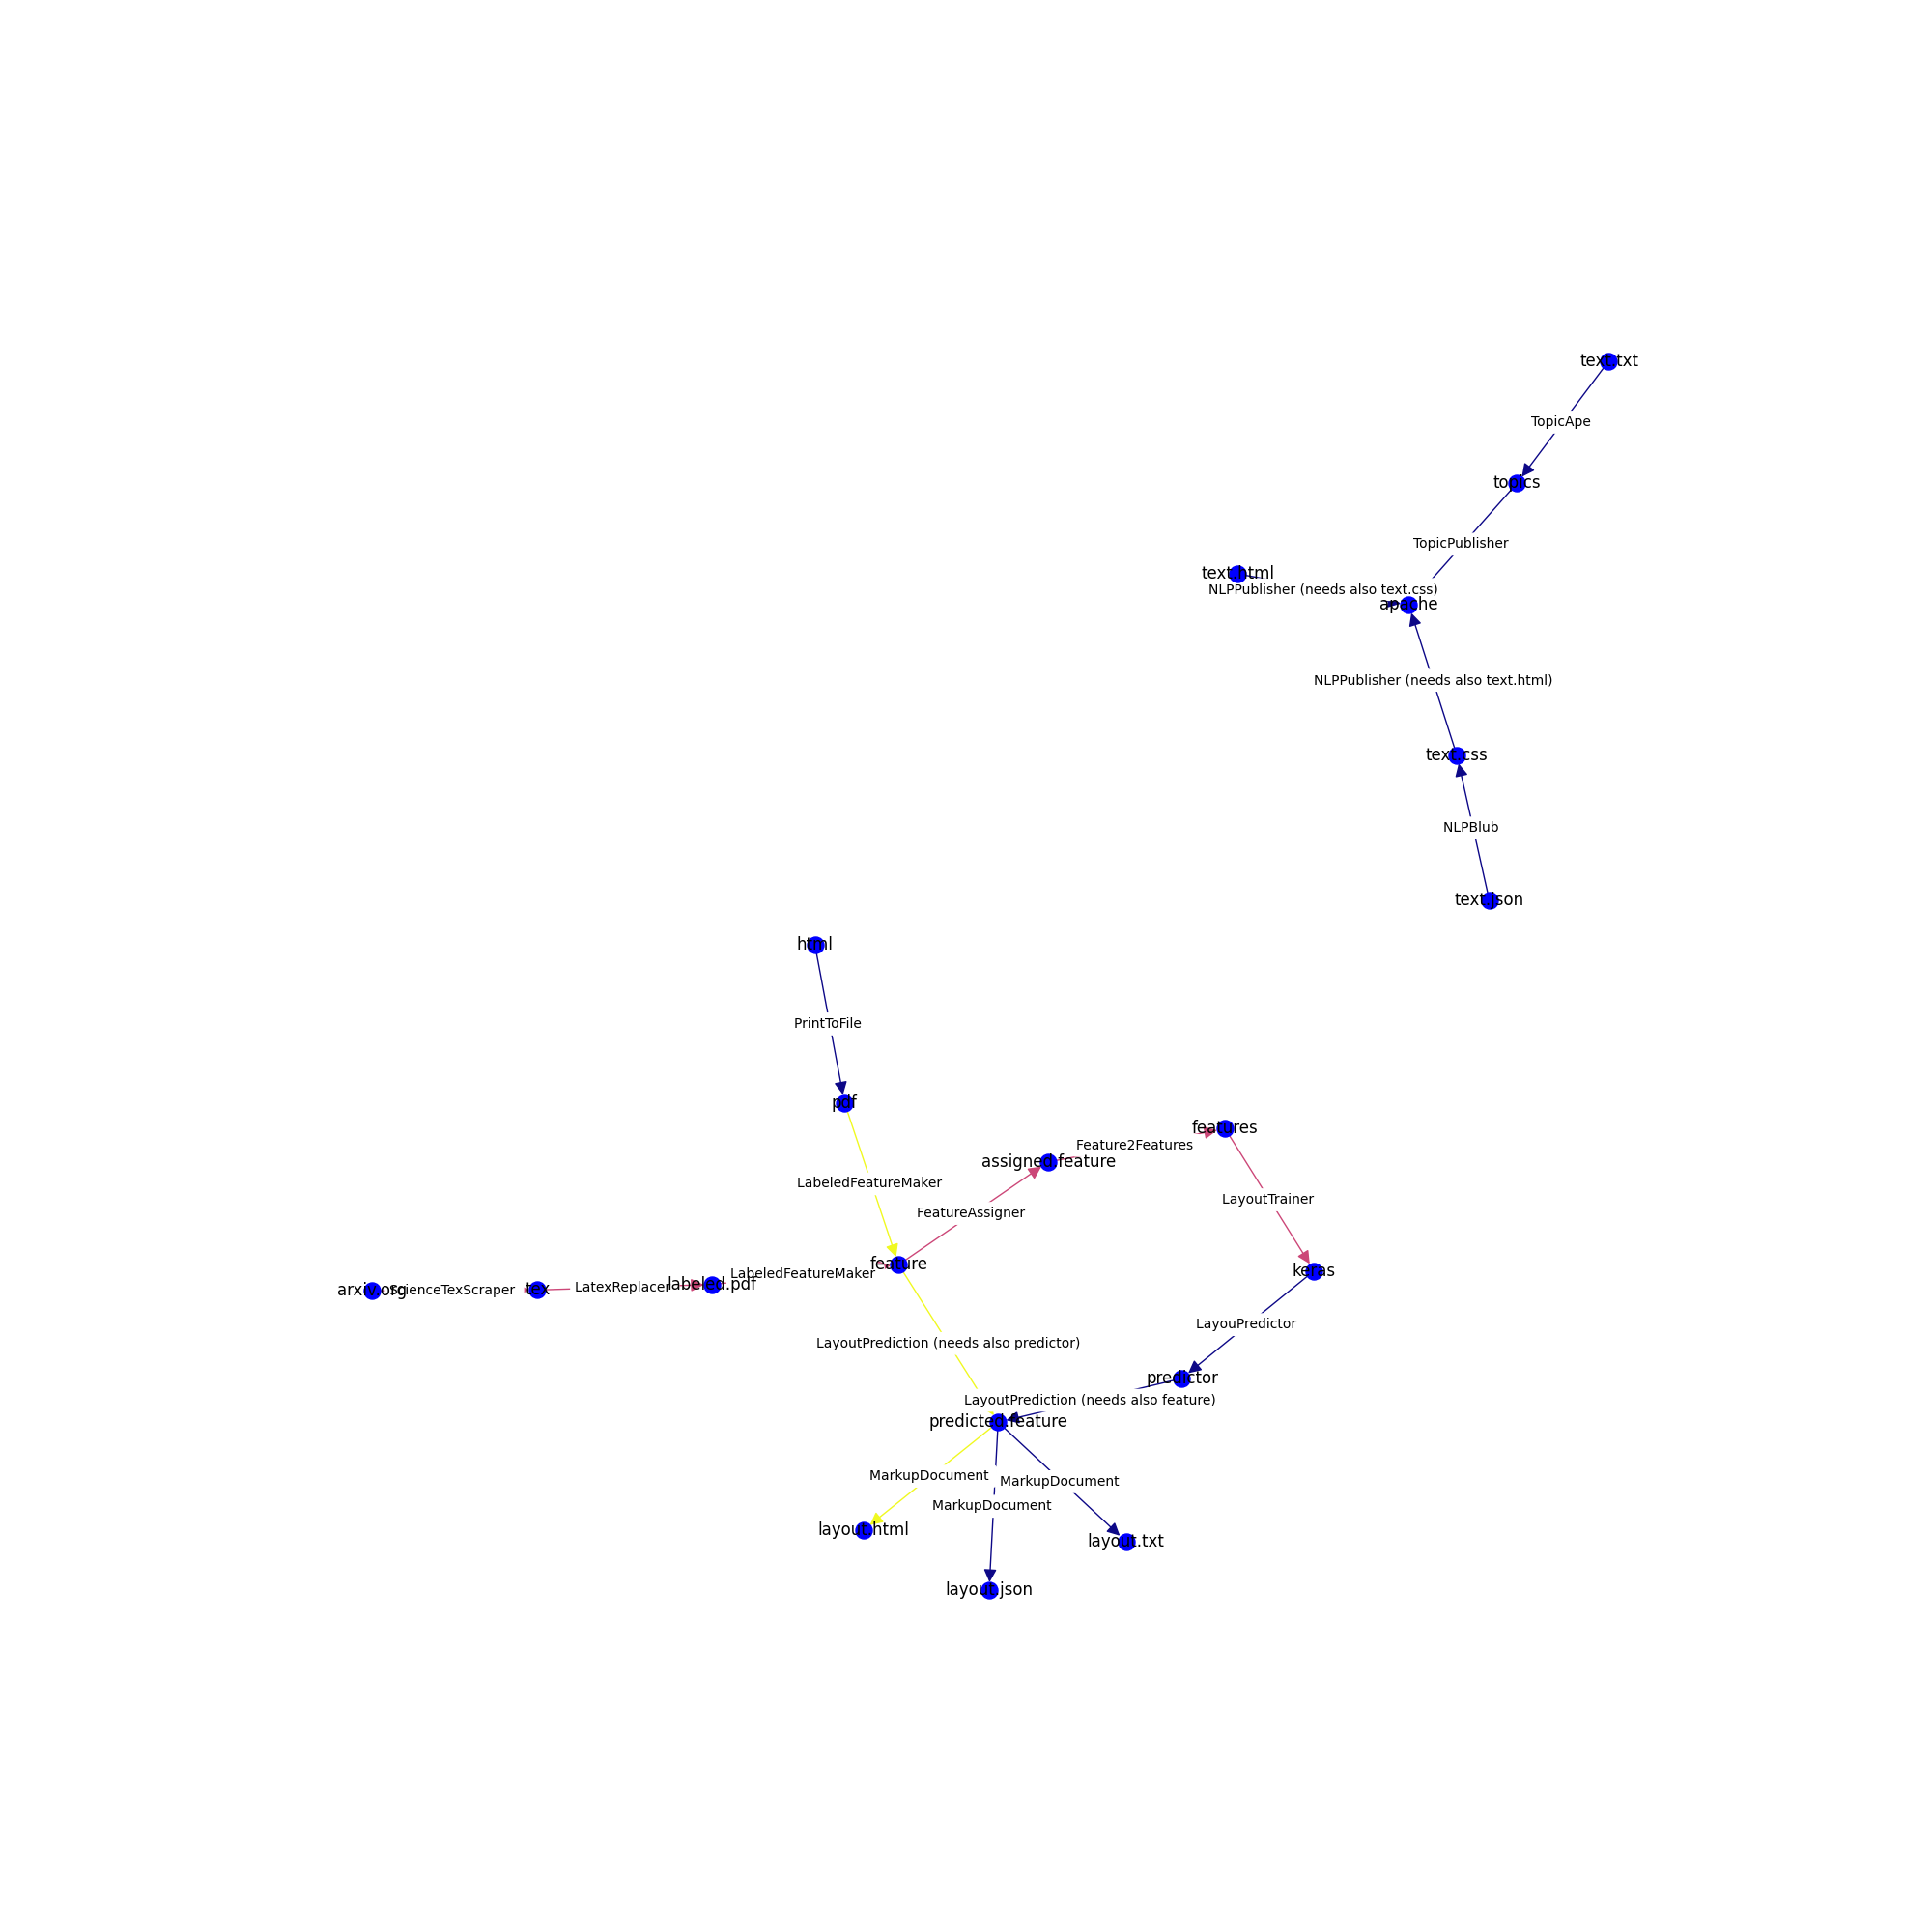 text.txt
TopicApe
topics
TopicPublisher
text.html
NLPPublisher (needs also text.css)
apache
NLPPublisher (needs also text.html)
text.css
NLPBlub
text.json
html
PrintToFile
pdf
features
Feature2Features
assigned.feature
LabeledFeatureMaker
LayoutTrainer
FeatureAssigner
feature
keras
LabeledFeatureMaker
labeled.pdf
LatexReplacer
tex
ScienceTexScraper
arxiv.org
LayouPredictor
LayoutPrediction (needs also predictor)
predictor
LayoutPrediction (needs also feature)
predicted.feature
MarkupDocument
MarkupDocument
MarkupDocument
layout.html
layout.txt
layout.json